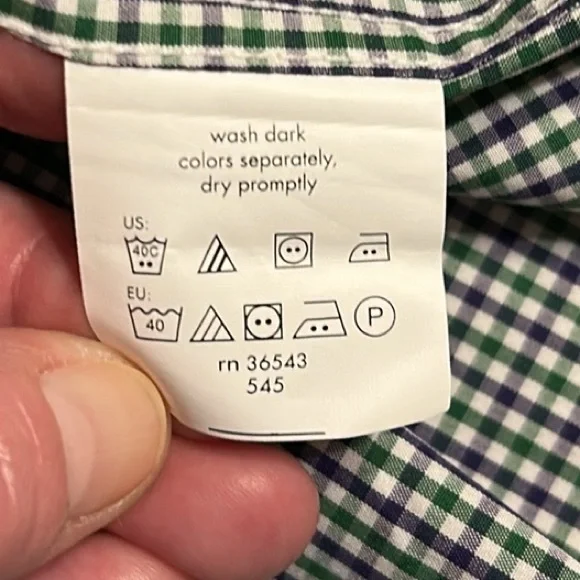 wash dark
colors separately,
dry promptly
US:
40C
EU:
40 P
rn 36543
545